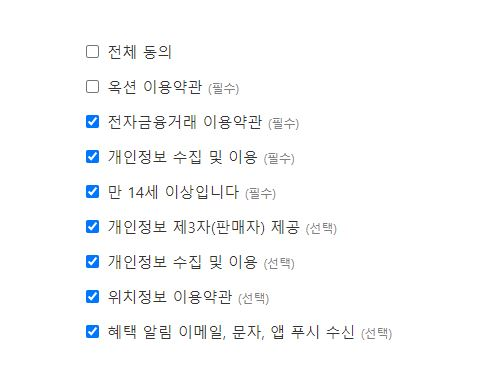 전체 동의
옥션 이용약관 (필수)
전자금융거래 이용약관 (필수)
개인정보 수집 및 이용 (필수)
만 14세 이상입니다 (필수)
개인정보 제3자(판매자) 제공 (선택)
개인정보 수집 및 이용 (선택)
위치정보 이용약관 (선택)
혜택 알림 이메일, 문자, 앱 푸시 수신 (선택)